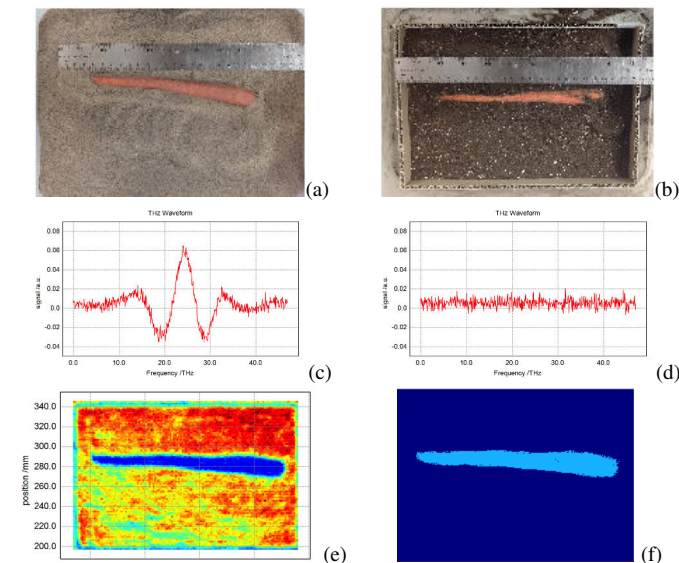 (a)
(b)
THz Waveform
0.08
0.06
0.04
0.02
0.0
-0.02
-0.04
signal /a.u.
0.0 10.0 20.0 30.0 40.0
Frequency /THz
(c)
THz Waveform
0.08
0.06
0.04
0.02
0.0
-0.02
-0.04
signal /a.u.
0.0 10.0 20.0 30.0 40.0
Frequency /THz
(d)
340.0
320.0
300.0
280.0
260.0
240.0
220.0
200.0
position /mm
(e)
(f)